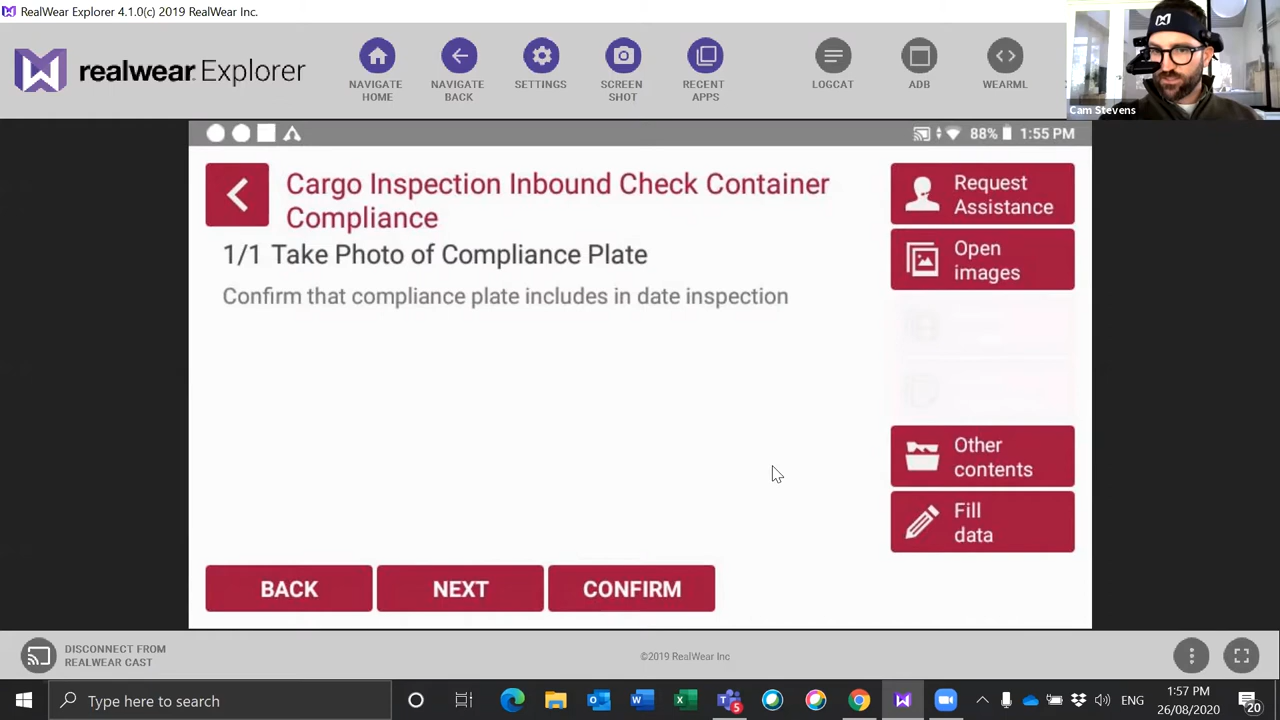 RealWear Explorer 4.1.0(c) 2019 RealWear Inc.
realwear Explorer
NAVIGATE
HOME
NAVIGATE
BACK
SETTINGS
SCREEN
SHOT
RECENT
APPS
LOGCAT
ADB
WEARML
Cam Stevens
88% 1:55 PM
Cargo Inspection Inbound Check Container
Compliance
1/1 Take Photo of Compliance Plate
Confirm that compliance plate includes in date inspection
Request
Assistance
Open
images
Other
contents
Fill
data
BACK
NEXT
CONFIRM
DISCONNECT FROM
REALWEAR CAST
©2019 RealWear Inc
Type here to search
5
ENG
1:57 PM
26/08/2020
20